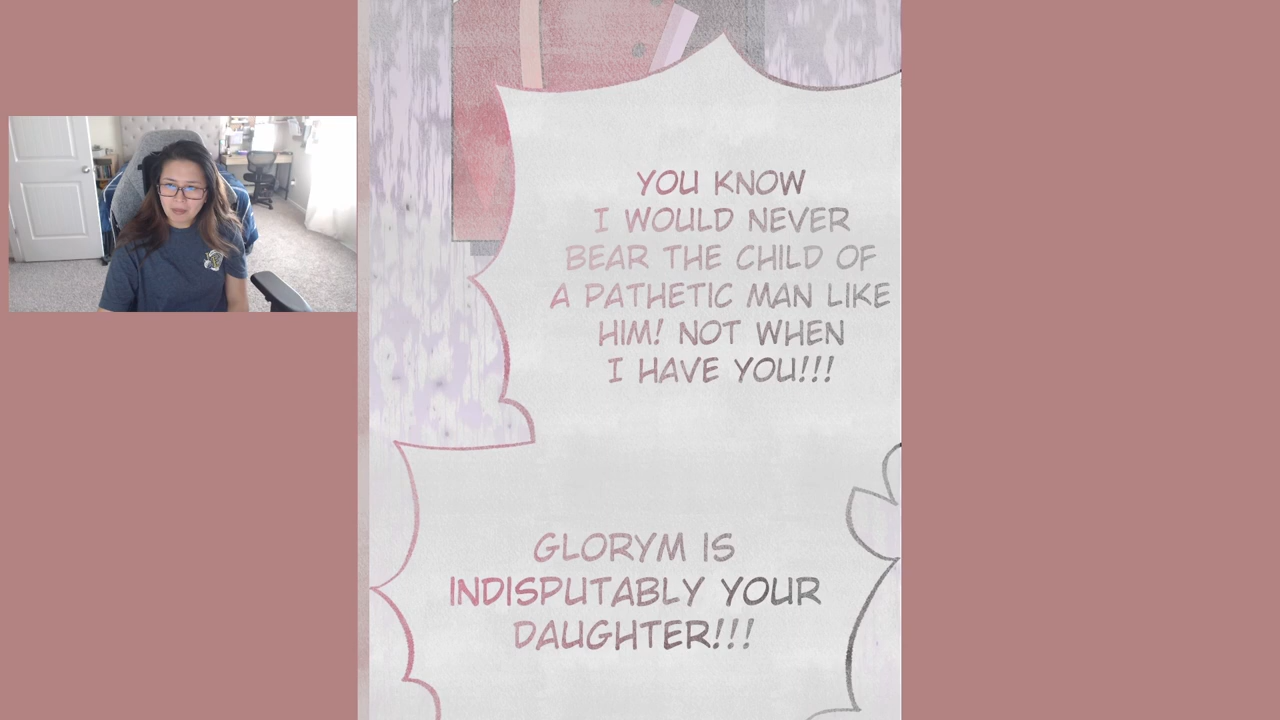 YOU KNOW
I WOULD NEVER
BEAR THE CHILD OF
A PATHETIC MAN LIKE
HIM! NOT WHEN
I HAVE YOU!!!
GLORYM IS
INDISPUTABLY YOUR
DAUGHTER!!!